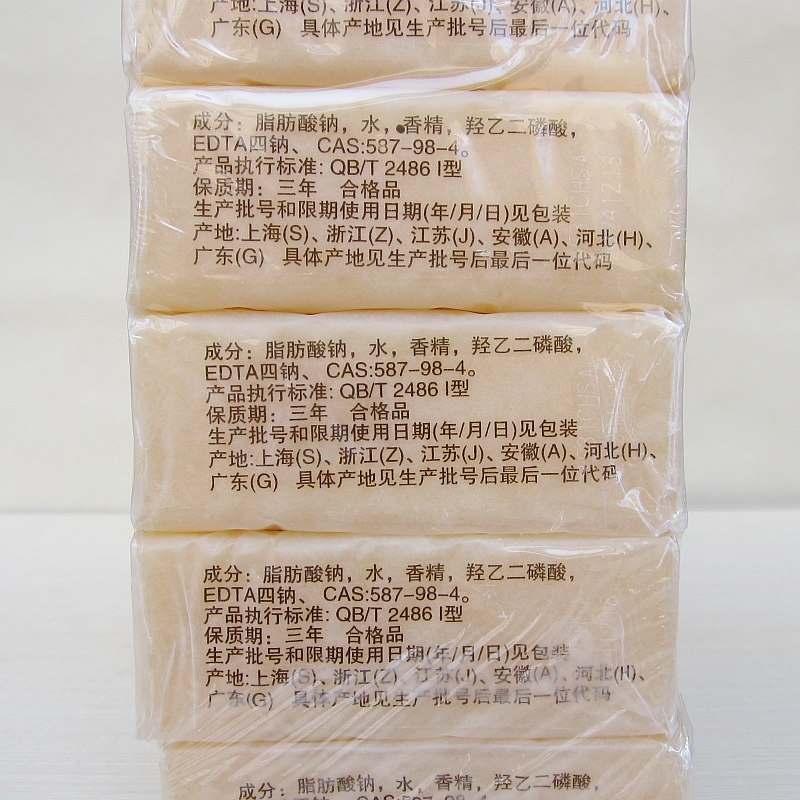 产地:上海(S)、浙江(Z)、江苏(J)、安徽(A)、河北(H)、
广东(G) 具体产地见生产批号后最后一位代码
成分：脂肪酸钠，水，香精，羟乙二磷酸，
EDTA四钠、 CAS:587-98-4。
产品执行标准: QB/T 2486 I型
保质期：三年 合格品
生产批号和限期使用日期(年/月/日)见包装
产地:上海(S)、浙江(Z)、江苏(J)、安徽(A)、河北(H)、
广东(G) 具体产地见生产批号后最后一位代码
成分：脂肪酸钠，水，香精，羟乙二磷酸，
EDTA四钠、 CAS:587-98-4。
产品执行标准: QB/T 2486 I型
保质期：三年 合格品
生产批号和限期使用日期(年/月/日)见包装
产地:上海(S)、浙江(Z)、江苏(J)、安徽(A)、河北(H)、
广东(G) 具体产地见生产批号后最后一位代码
成分：脂肪酸钠，水，香精，羟乙二磷酸，
EDTA四钠、 CAS:587-98-4。
产品执行标准: QB/T 2486 I型
保质期：三年 合格品
生产批号和限期使用日期(年/月/日)见包装
产地:上海(S)、浙江(Z)、江苏(J)、安徽(A)、河北(H)、
广东(G) 具体产地见生产批号后最后一位代码
成分：脂肪酸钠，水，香精，羟乙二磷酸，